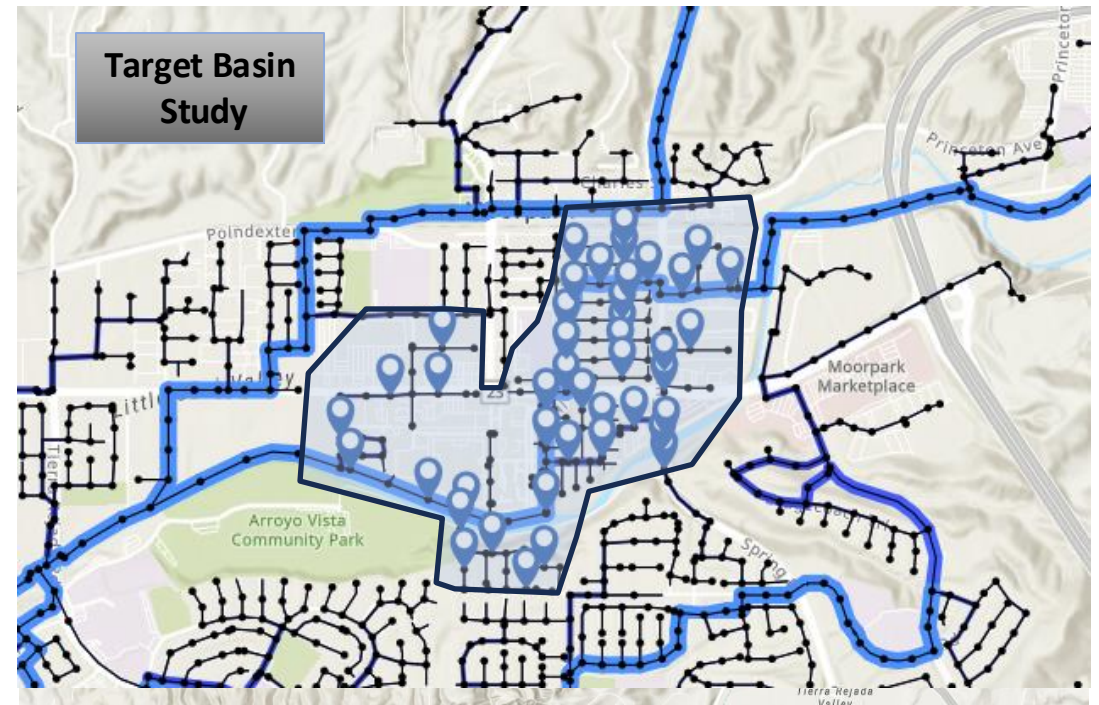 Target Basin
Study
Princeton
Princeton Ave
Charles
Poindexter
Moorpark
Marketplace
23
Valley
Little
Arroyo Vista
Community Park
Spring
Tierra Rejada
Valley